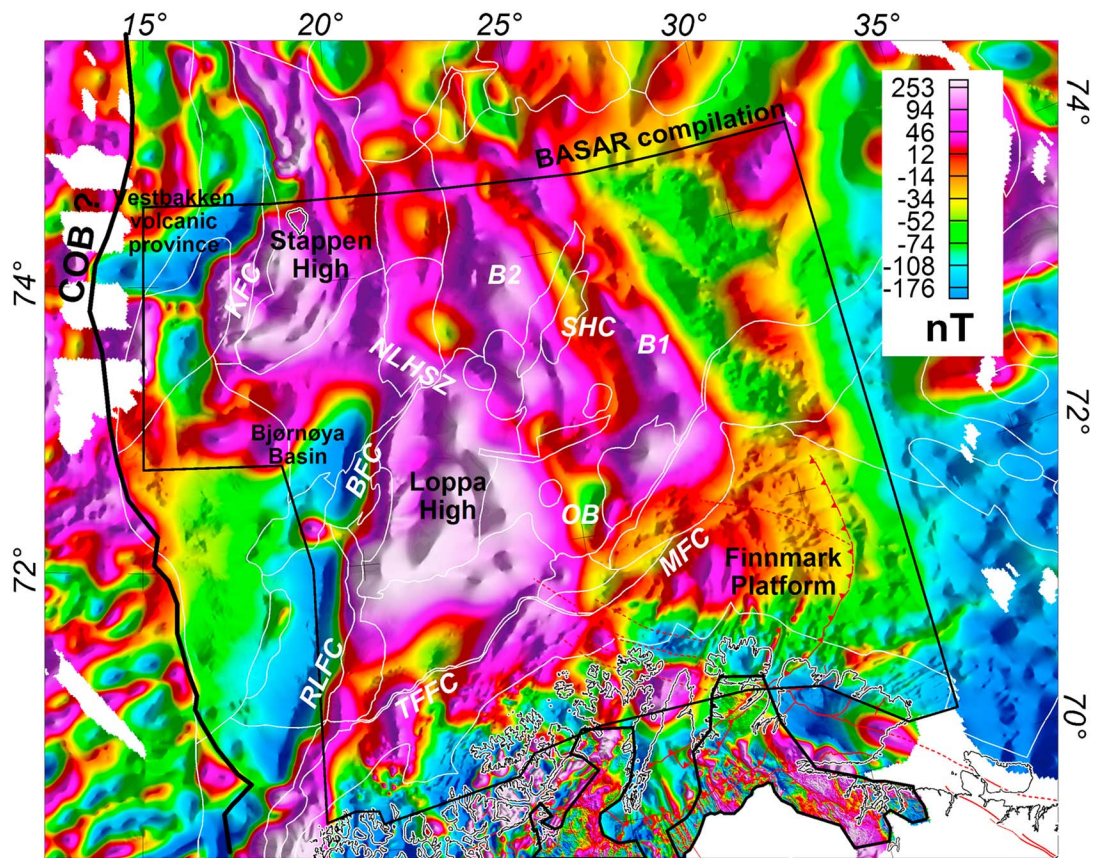 15° 20° 25° 30° 35°
74°
72°
70°
74°
72°
BASAR compilation
253
94
46
12
-14
-34
-52
-74
-108
-176
nT
COB ?
Vestbakken
volcanic
province
Stappen
High
KFC
B2
SHC
B1
NLHSZ
Bjørnøya
Basin
BFC
Loppa
High
OB
MFC
Finnmark
Platform
RLFC
TFFC